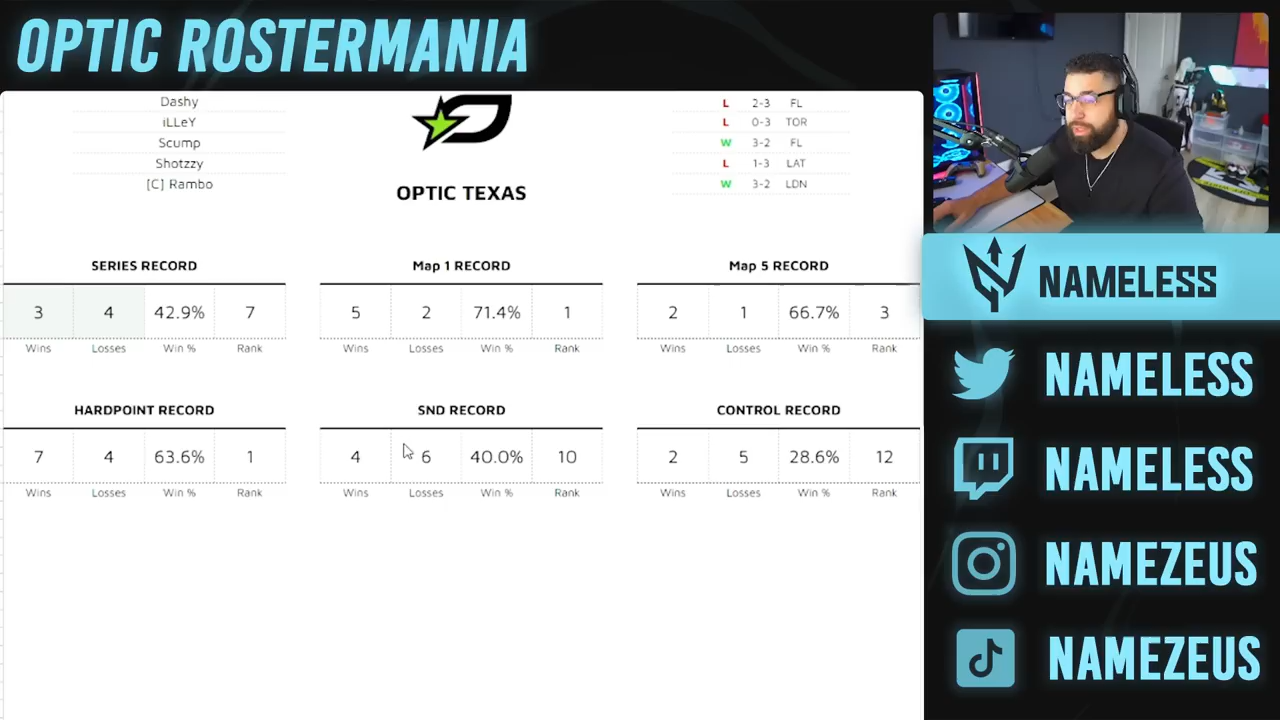 OPTIC ROSTERMANIA
Dashy
iLLeY
Scump
Shotzzy
[C] Rambo
OPTIC TEXAS
L 2-3 FL
L 0-3 TOR
W 3-2 FL
L 1-3 LAT
W 3-2 LDN
SERIES RECORD
3 4 42.9% 7
Wins Losses Win % Rank
Map 1 RECORD
5 2 71.4% 1
Wins Losses Win % Rank
Map 5 RECORD
2 1 66.7% 3
Wins Losses Win % Rank
HARDPOINT RECORD
7 4 63.6% 1
Wins Losses Win % Rank
SND RECORD
4 6 40.0% 10
Wins Losses Win % Rank
CONTROL RECORD
2 5 28.6% 12
Wins Losses Win % Rank
NAMELESS
NAMELESS
NAMELESS
NAMEZEUS
NAMEZEUS